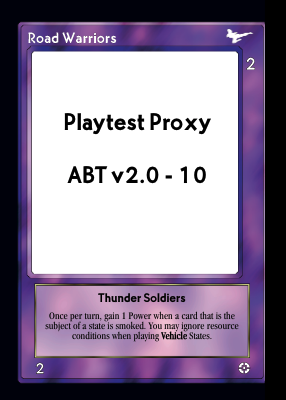 Road Warriors
2
Playtest Proxy
ABT v2.0 - 10
Thunder Soldiers
Once per turn, gain 1 Power when a card that is the
subject of a state is smoked. You may ignore resource
conditions when playing Vehicle States.
2